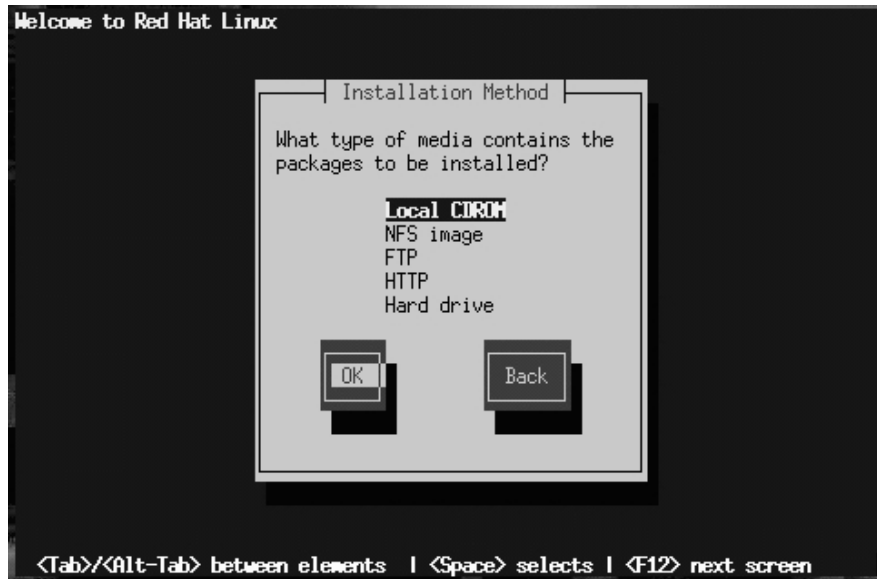 Welcome to Red Hat Linux
Installation Method
What type of media contains the
packages to be installed?
Local CDROM
NFS image
FTP
HTTP
Hard drive
OK Back
<Tab>/<Alt-Tab> between elements | <Space> selects | <F12> next screen